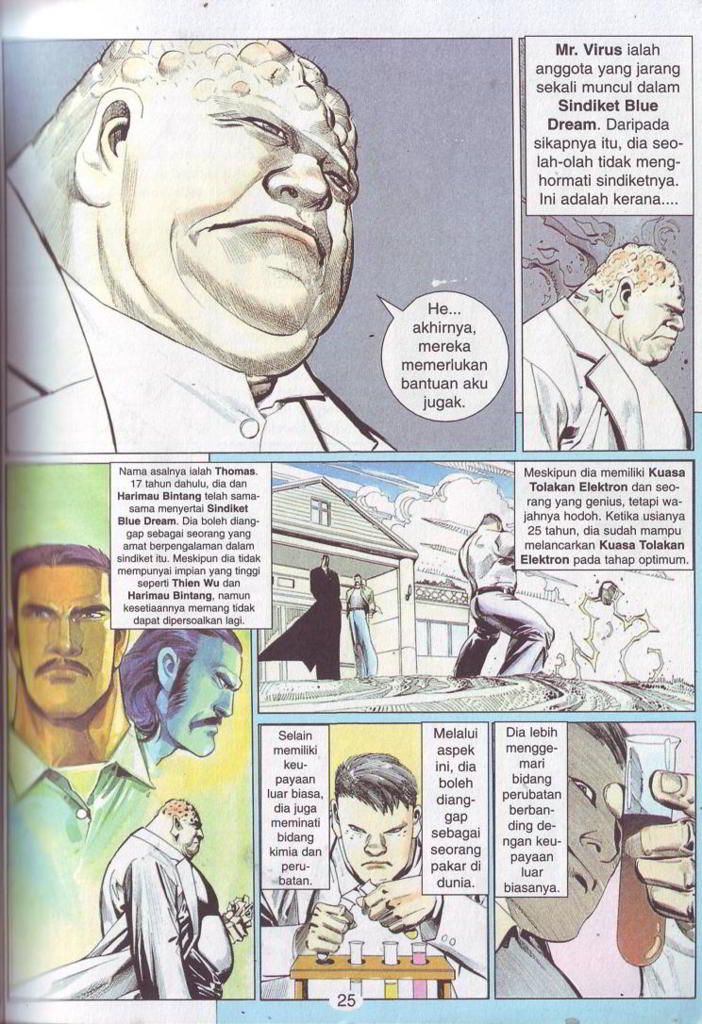 He...
akhirnya,
mereka
memerlukan
bantuan aku
jugak.
Mr. Virus ialah
anggota yang jarang
sekali muncul dalam
Sindiket Blue
Dream. Daripada
sikapnya itu, dia seo-
lah-olah tidak meng-
hormati sindiketnya.
Ini adalah kerana....
Nama asalnya ialah Thomas.
17 tahun dahulu, dia dan
Harimau Bintang telah sama-
sama menyertai Sindiket
Blue Dream. Dia boleh diang-
gap sebagai seorang yang
amat berpengalaman dalam
sindiket itu. Meskipun dia tidak
mempunyai impian yang tinggi
seperti Thien Wu dan
Harimau Bintang, namun
kesetiaannya memang tidak
dapat dipersoalkan lagi.
Meskipun dia memiliki Kuasa
Tolakan Elektron dan seo-
rang yang genius, tetapi wa-
jahnya hodoh. Ketika usianya
25 tahun, dia sudah mampu
melancarkan Kuasa Tolakan
Elektron pada tahap optimum.
Selain
memiliki
keu-
payaan
luar biasa,
dia juga
meminati
bidang
kimia dan
peru-
batan.
Melalui
aspek
ini, dia
boleh
diang-
gap
sebagai
seorang
pakar di
dunia.
Dia lebih
mengge-
mari
bidang
perubatan
berban-
ding de-
ngan keu-
payaan
luar
biasanya.
25